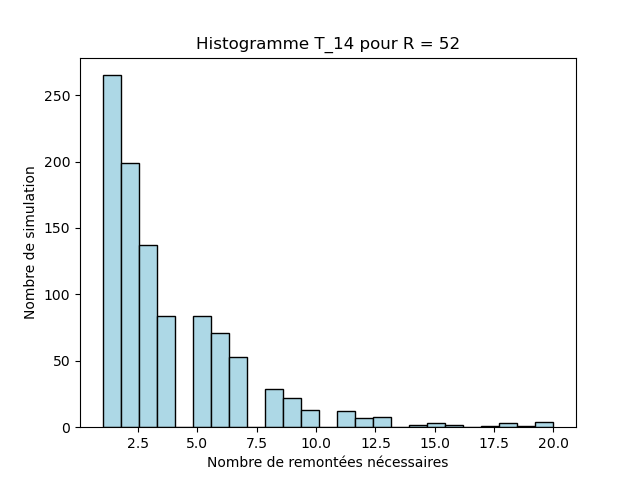 Histogramme T_14 pour R = 52
Nombre de simulation
250
200
150
100
50
0
2.5 5.0 7.5 10.0 12.5 15.0 17.5 20.0
Nombre de remontées nécessaires